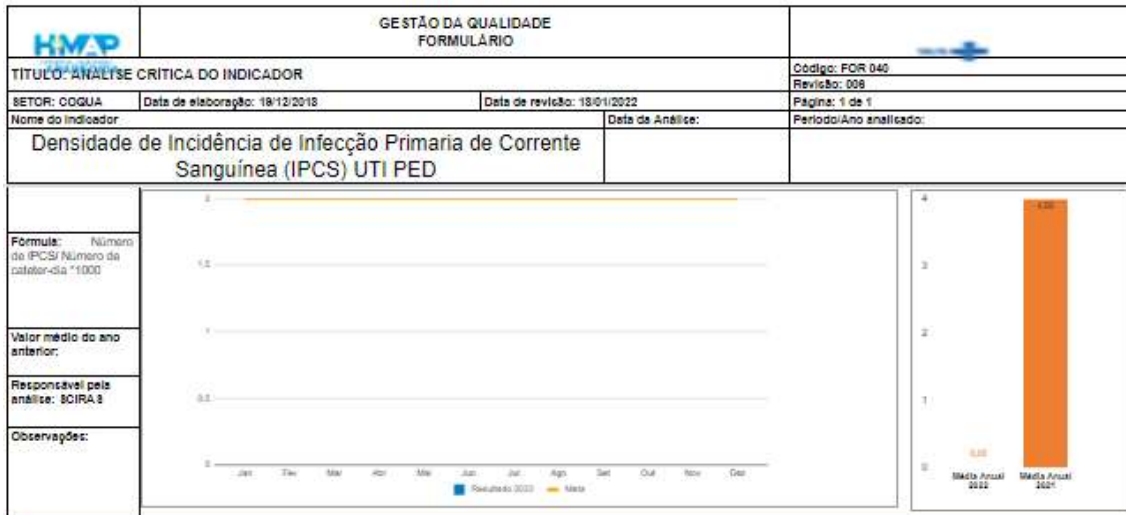 HMAP
GESTÃO DA QUALIDADE
FORMULÁRIO
TÍTULO: ANÁLISE CRÍTICA DO INDICADOR
Código: FOR 040
Revisão: 006
SETOR: COQUA
Data de elaboração: 19/12/2018
Data de revisão: 18/01/2022
Página: 1 de 1
Nome do Indicador
Data da Análise:
Período/Ano analisado:
Densidade de Incidência de Infecção Primaria de Corrente
Sanguínea (IPCS) UTI PED
Fórmula: Número
de IPCS/ Número de
cateter-dia *1000
Valor médio do ano
anterior:
Responsável pela
análise: SCIRAS
Observações:
2
1,5
1
0,5
0
Jan Fev Mar Abr Mai Jun Jul Ago Set Out Nov Dez
Meta
4
3
2
1
0
Média Anual
2022
Média Anual
2021